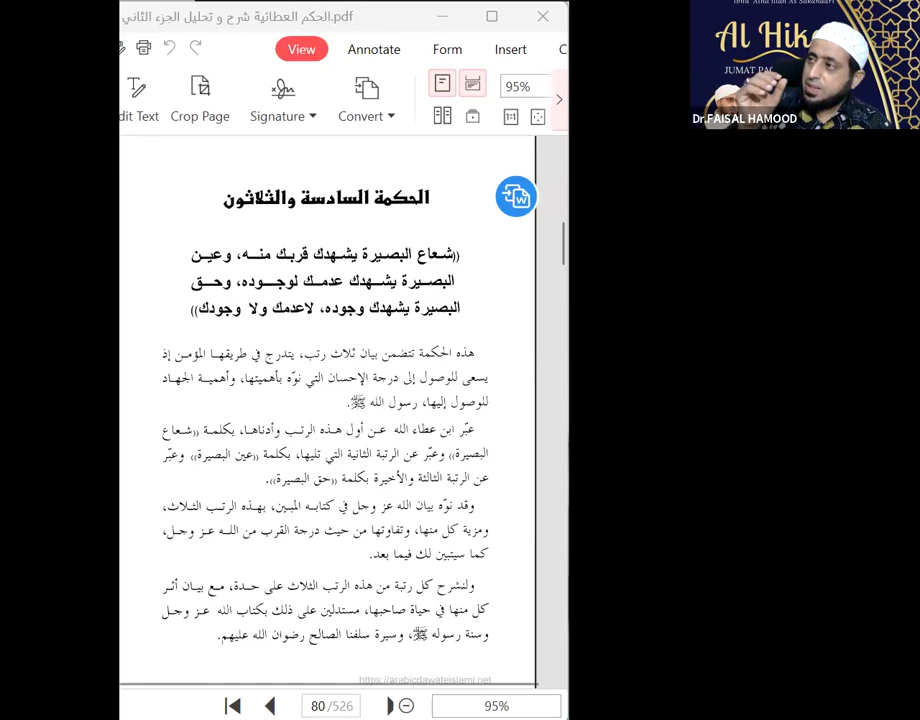 الحكم العطائية شرح و تحليل الجزء الثاني.pdf
View Annotate Form Insert C
dit Text Crop Page Signature Convert 95%
Ibnu 'Atha'illah As Sakandari
Al Hik
JUMAT PA
Dr.FAISAL HAMOOD
الحكمة السادسة والثلاثون
((شعاع البصيرة يشهدك قربك منه، وعين
البصيرة يشهدك عدمك لوجوده، وحق
البصيرة يشهدك وجوده، لاعدمك ولا وجودك))
هذه الحكمة تتضمن بيان ثلاث رتب، يتدرج في طريقها المؤمن إذ
يسعى للوصول إلى درجة الإحسان التي نوّه بأهميتها، وأهمية الجهاد
للوصول إليها، رسول الله ﷺ.
عبّر ابن عطاء الله عن أول هذه الرتب وأدناها، بكلمة ((شعاع
البصيرة)) وعبّر عن الرتبة الثانية التي تليها، بكلمة ((عين البصيرة)) وعبّر
عن الرتبة الثالثة والأخيرة بكلمة ((حق البصيرة)).
وقد نوّه بيان الله عز وجل في كتابه المبين، بهذه الرتب الثلاث،
ومزية كل منها، وتفاوتها من حيث درجة القرب من الله عز وجل،
كما سيتبين لك فيما بعد.
ولنشرح كل رتبة من هذه الرتب الثلاث على حدة، مع بيان أثر
كل منها في حياة صاحبها، مستدلين على ذلك بكتاب الله عز وجل
وسنة رسوله ﷺ، وسيرة سلفنا الصالح رضوان الله عليهم.
https://arabicdawateislami.net
80 /526 95%